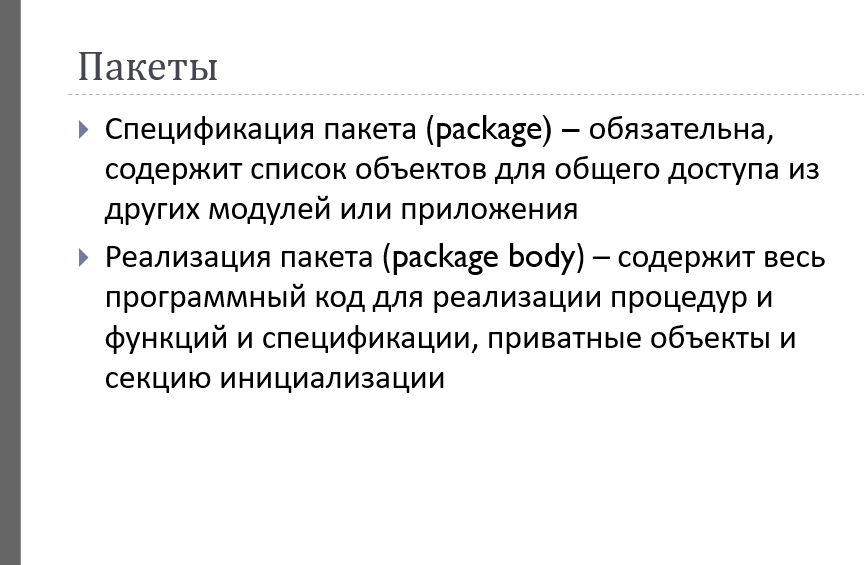 Пакеты
Спецификация пакета (package) – обязательна,
содержит список объектов для общего доступа из
других модулей или приложения
Реализация пакета (package body) – содержит весь
программный код для реализации процедур и
функций и спецификации, приватные объекты и
секцию инициализации